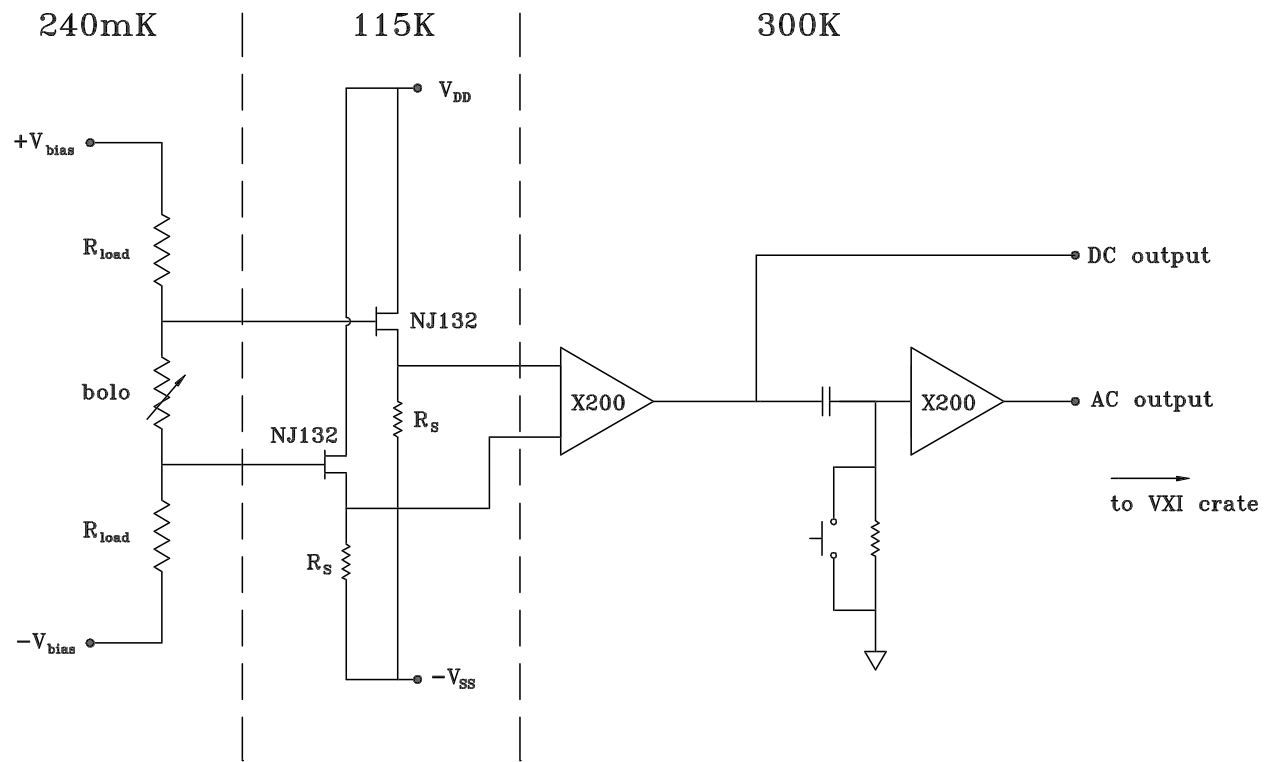 240mK
115K
300K
V_DD
+V_bias
R_load
DC output
NJ132
bolo
X200
X200
AC output
R_S
NJ132
to VXI crate
R_load
R_S
-V_bias
-V_SS